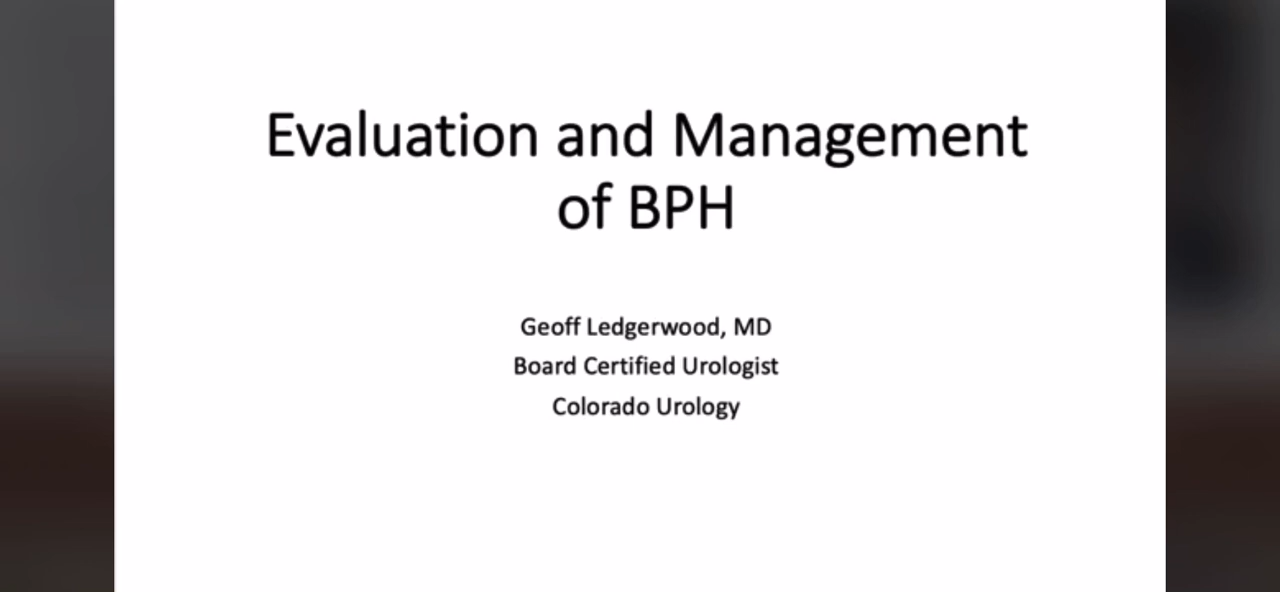 Evaluation and Management
of BPH
Geoff Ledgerwood, MD
Board Certified Urologist
Colorado Urology